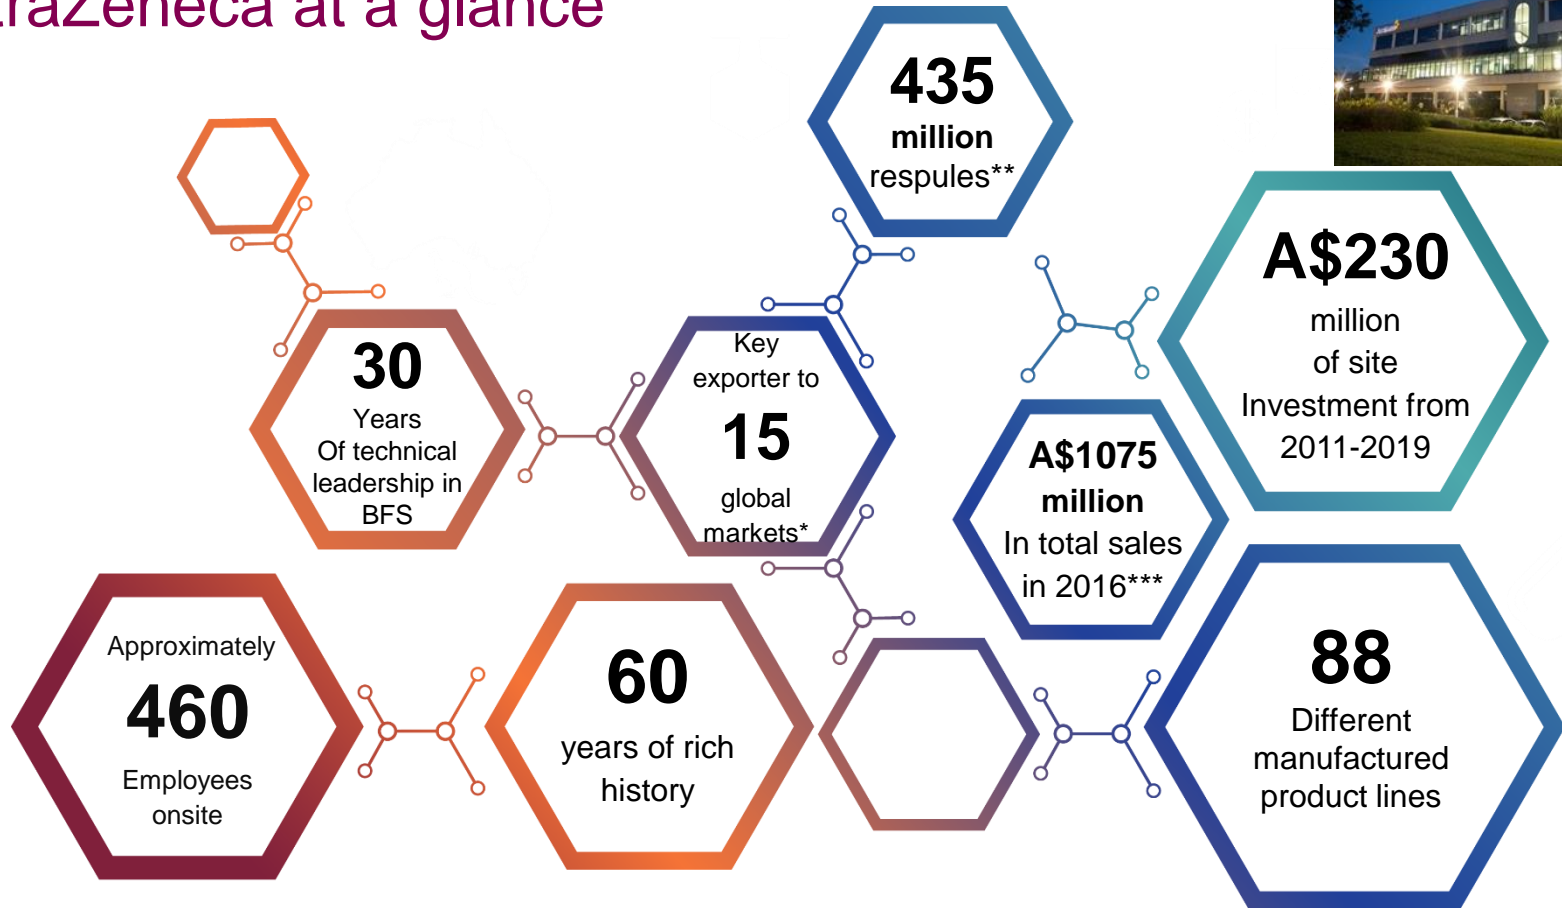 raZeneca at a glance
435
million
respules**
A$230
million
of site
Investment from
2011-2019
30
Years
Of technical
leadership in
BFS
Key
exporter to
15
global
markets*
A$1075
million
In total sales
in 2016***
Approximately
460
Employees
onsite
60
years of rich
history
88
Different
manufactured
product lines